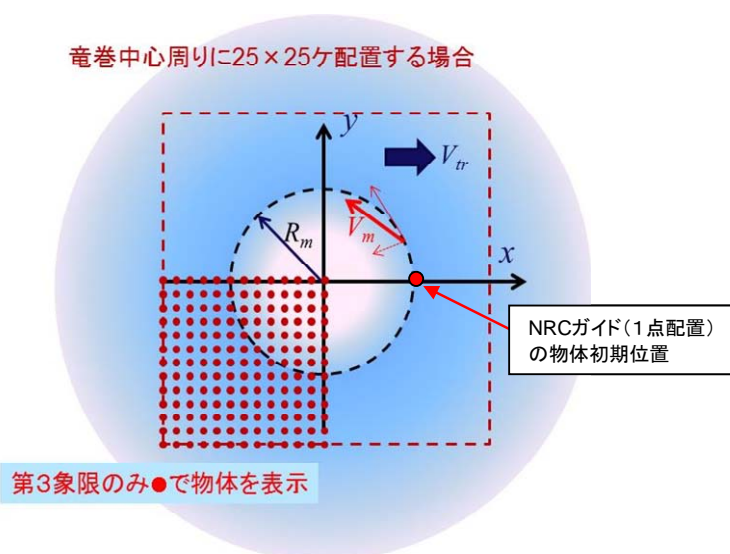 竜巻中心周りに25×25ケ配置する場合
y
V_tr
R_m
V_m
x
NRCガイド（1点配置）
の物体初期位置
第3象限のみ●で物体を表示